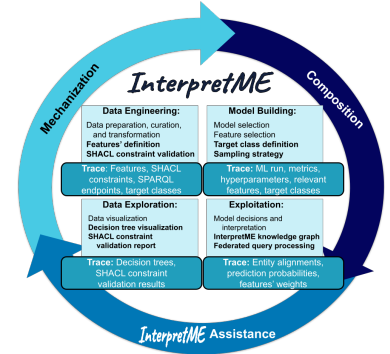 Mechanization
Composition
InterpretME
Data Engineering:
Data preparation, curation,
and transformation
Features' definition
SHACL constraint validation
Trace: Features, SHACL
constraints, SPARQL
endpoints, target classes
Model Building:
Model selection
Feature selection
Target class definition
Sampling strategy
Trace: ML run, metrics,
hyperparameters, relevant
features, target classes
Data Exploration:
Data visualization
Decision tree visualization
SHACL constraint
validation report
Trace: Decision trees,
SHACL constraint
validation results
Exploitation:
Model decisions and
interpretation
InterpretME knowledge graph
Federated query processing
Trace: Entity alignments,
prediction probabilities,
features' weights
InterpretME Assistance